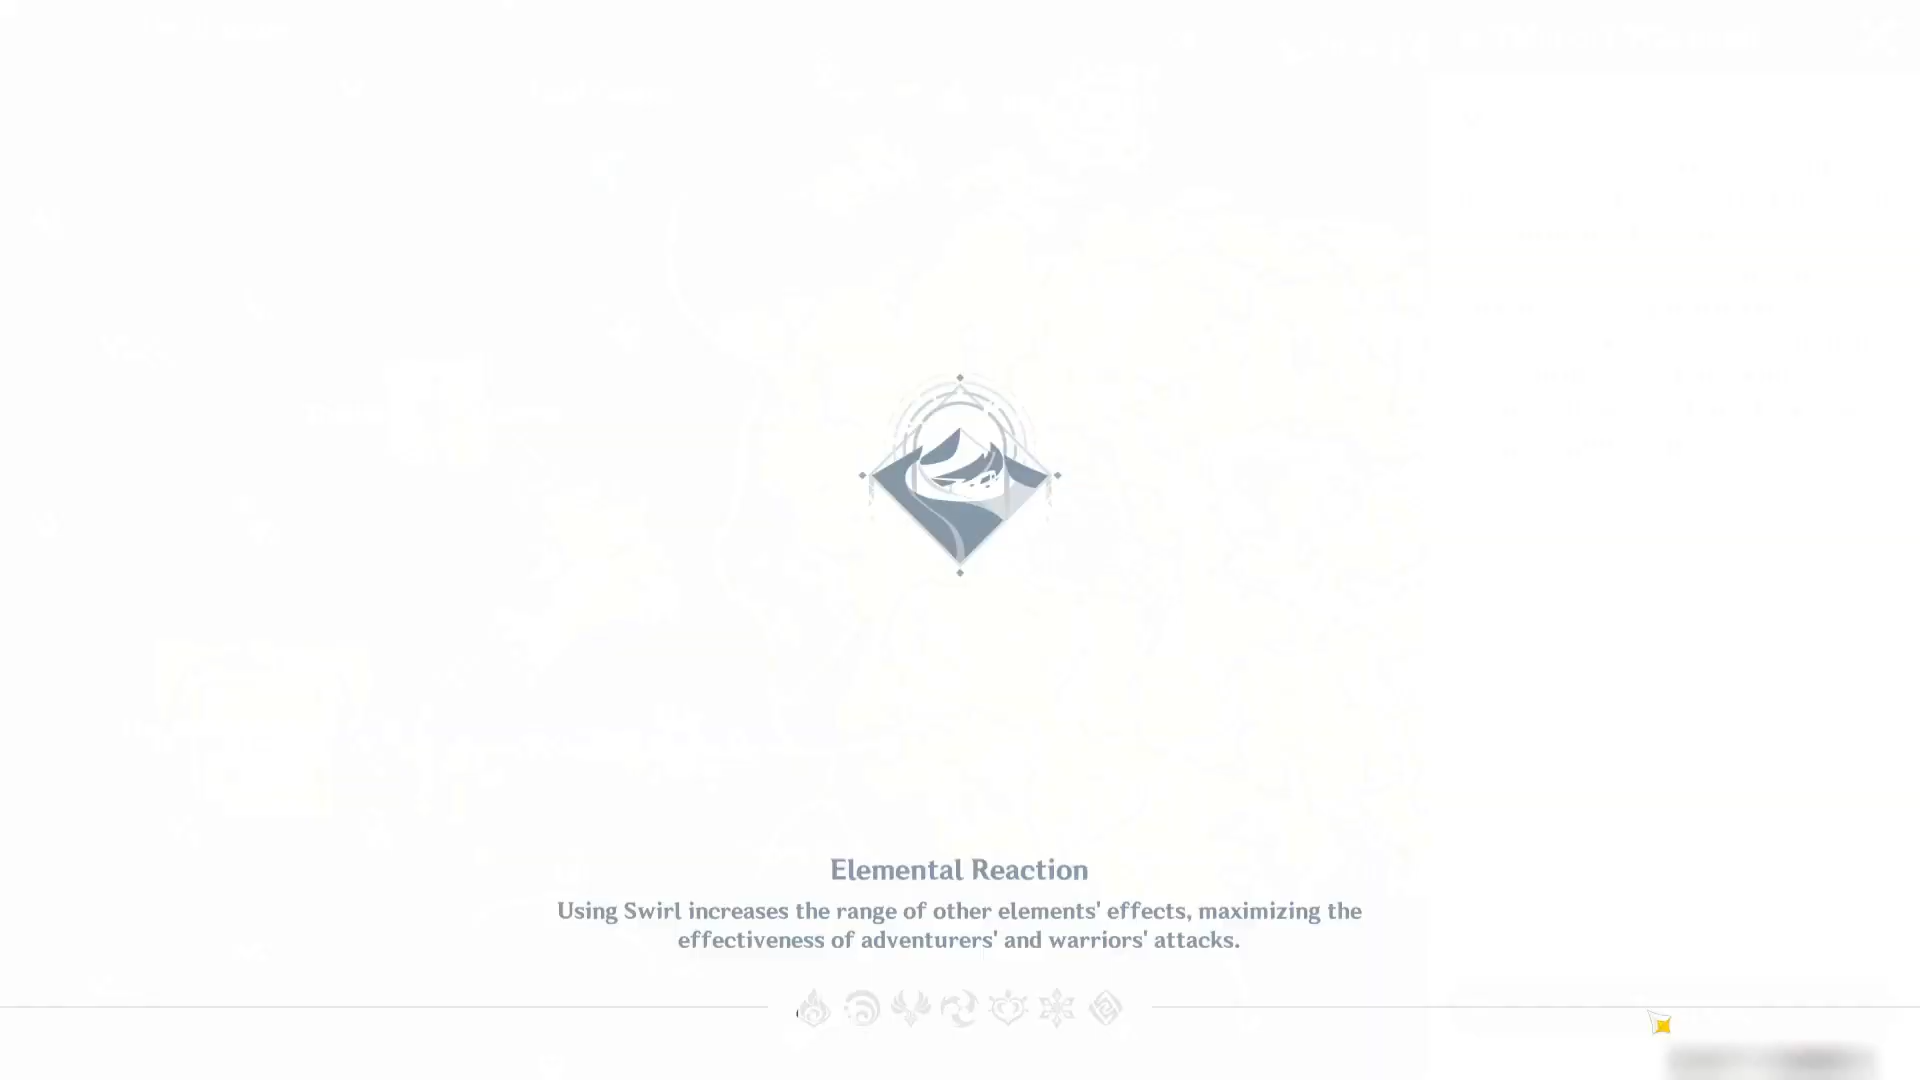 Elemental Reaction
Using Swirl increases the range of other elements' effects, maximizing the
effectiveness of adventurers' and warriors' attacks.